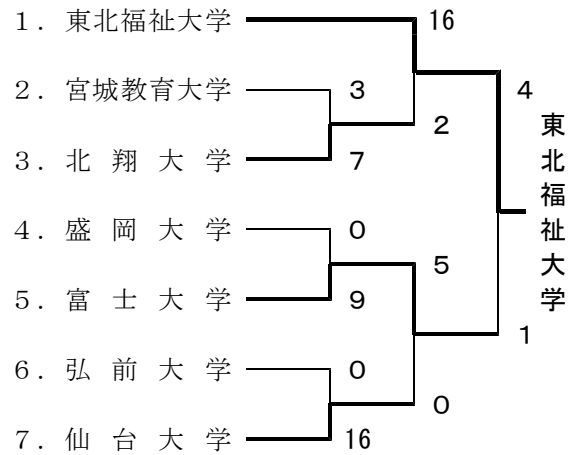 1．東北福祉大学
16
2．宮城教育大学
3
4
2
3．北 翔 大 学
7
東北福祉大学
4．盛 岡 大 学
0
5
5．富 士 大 学
9
1
6．弘 前 大 学
0
0
7．仙 台 大 学
16